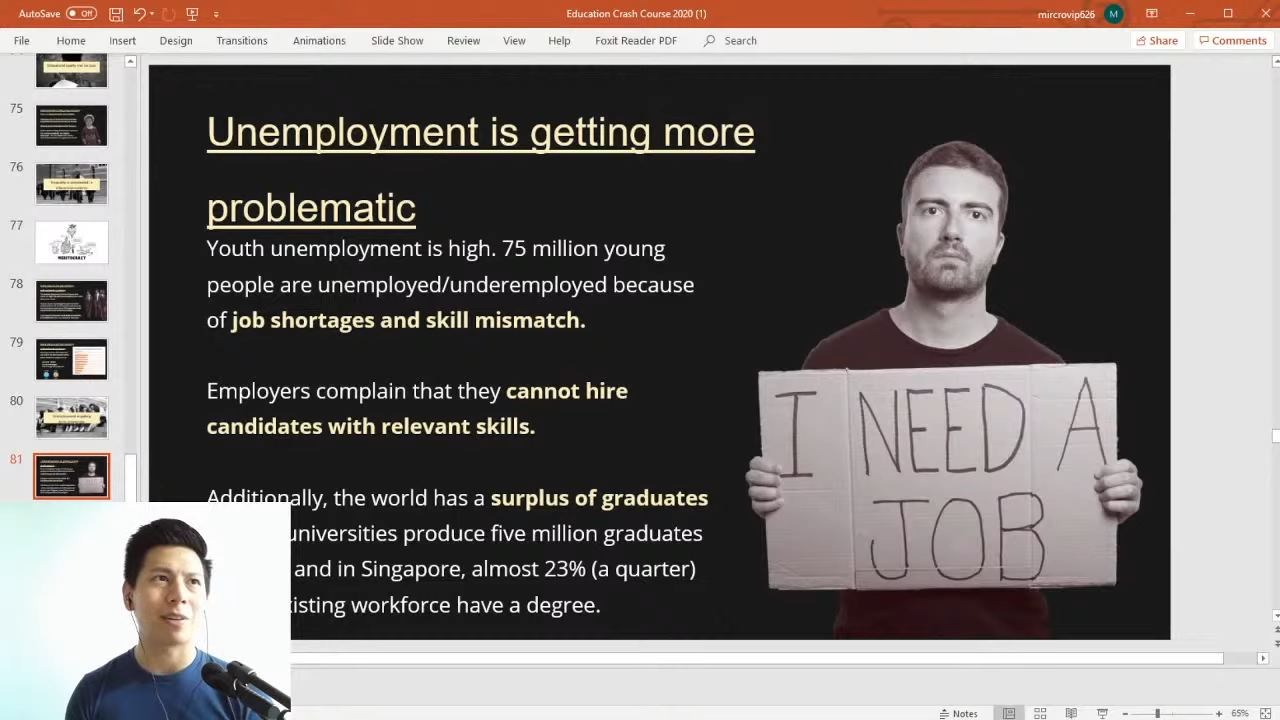 AutoSave Off
Education Crash Course 2020 (1)
mircrovip626 M
File Home Insert Design Transitions Animations Slide Show Review View Help Foxit Reader PDF Search Share Comments
75
76
77
MERITOCRACY
78
79
80
81
Unemployment is getting more
problematic
Youth unemployment is high. 75 million young
people are unemployed/underemployed because
of job shortages and skill mismatch.
Employers complain that they cannot hire
candidates with relevant skills.
Additionally, the world has a surplus of graduates
universities produce five million graduates
and in Singapore, almost 23% (a quarter)
existing workforce have a degree.
I NEED A
JOB
Notes
65%